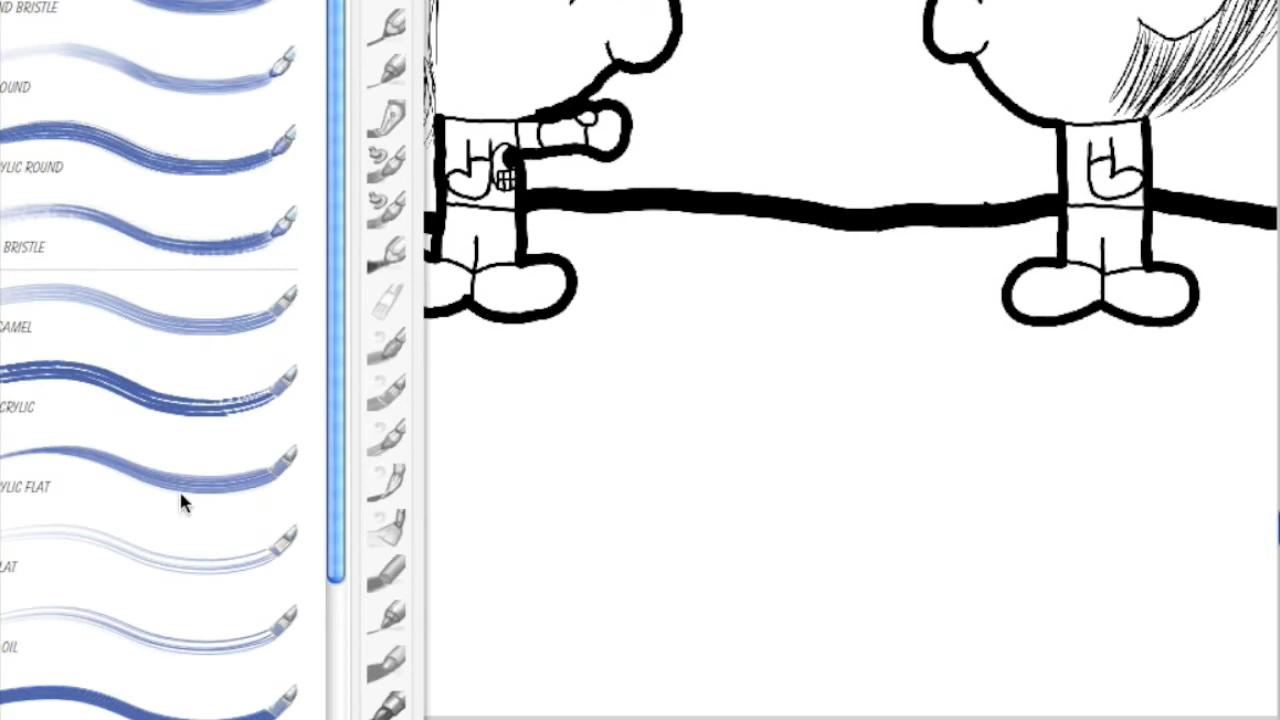 ND BRISTLE
OUND
YLIC ROUND
BRISTLE
CAMEL
CRYLIC
YLIC FLAT
LAT
OIL